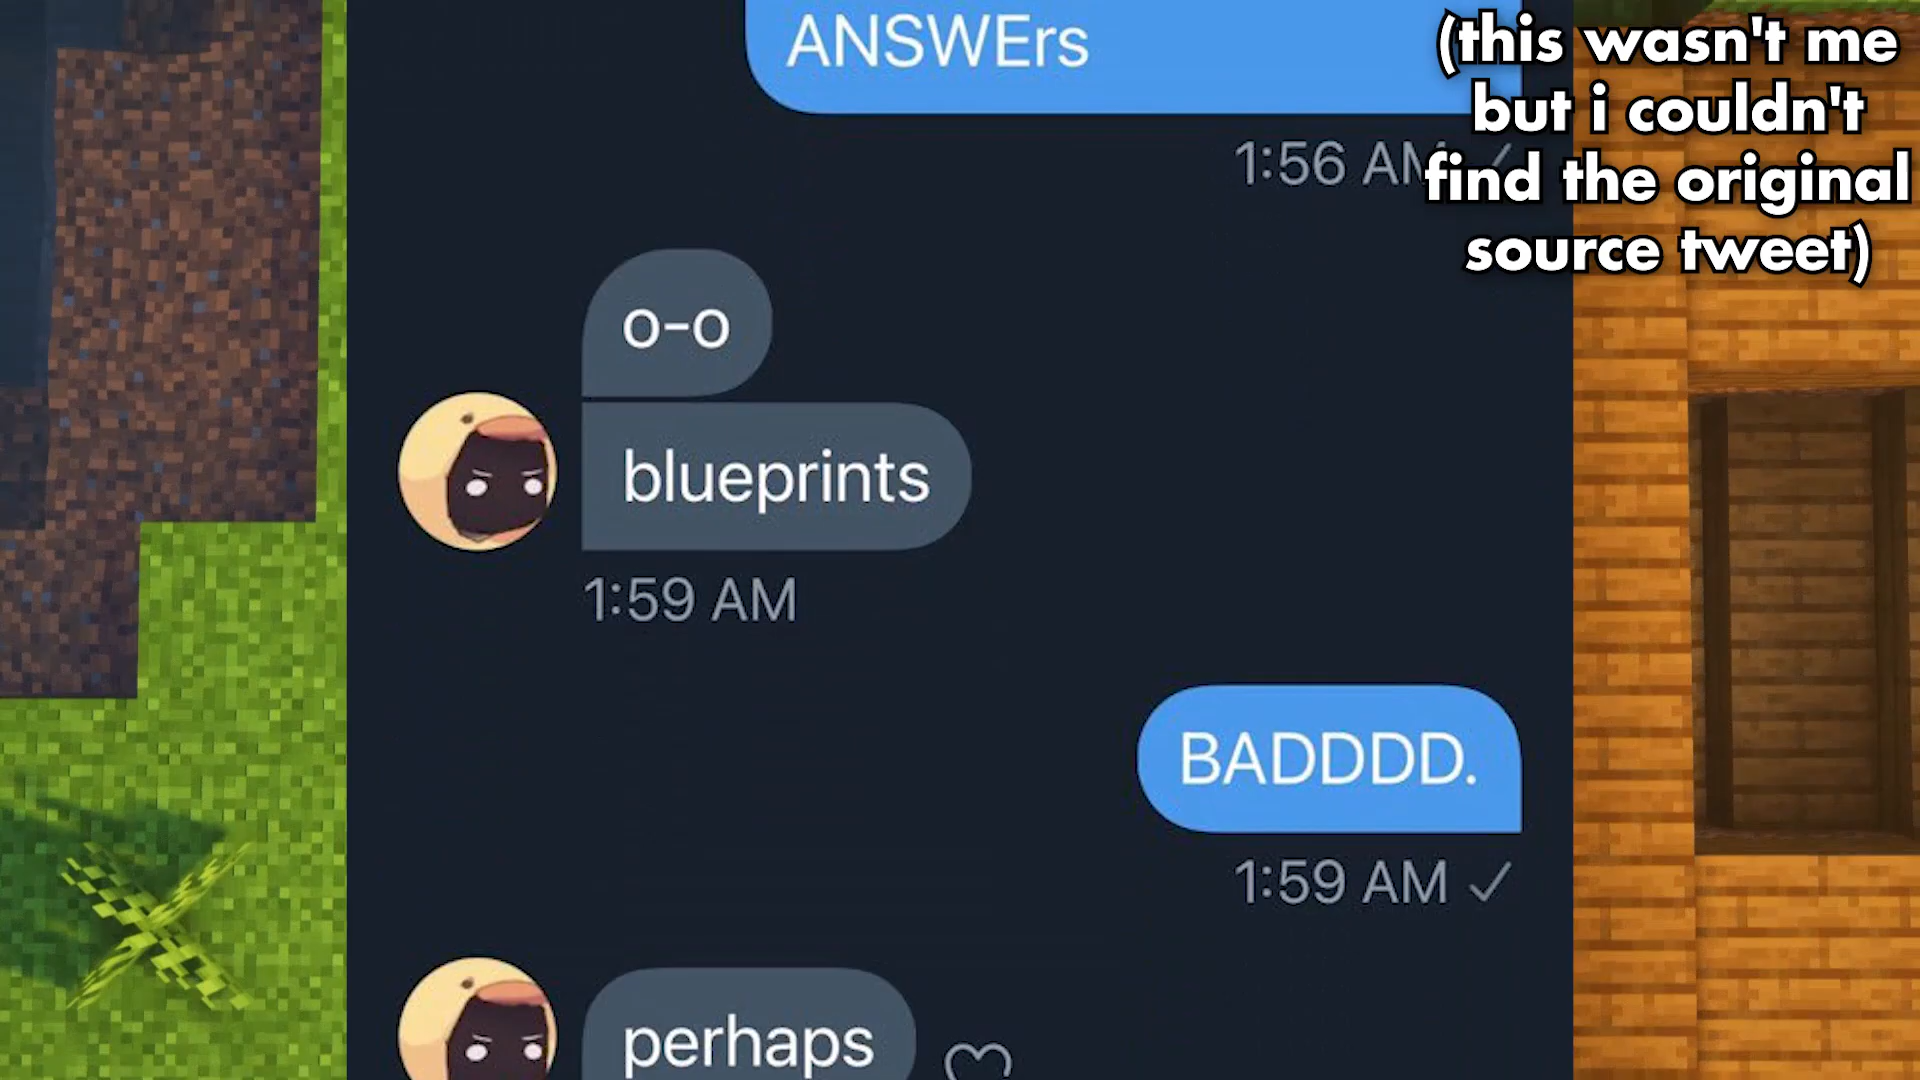 ANSWErs
(this wasn't me
but i couldn't
find the original
source tweet)
1:56 AM
o-o
blueprints
1:59 AM
BADDDD.
1:59 AM
perhaps